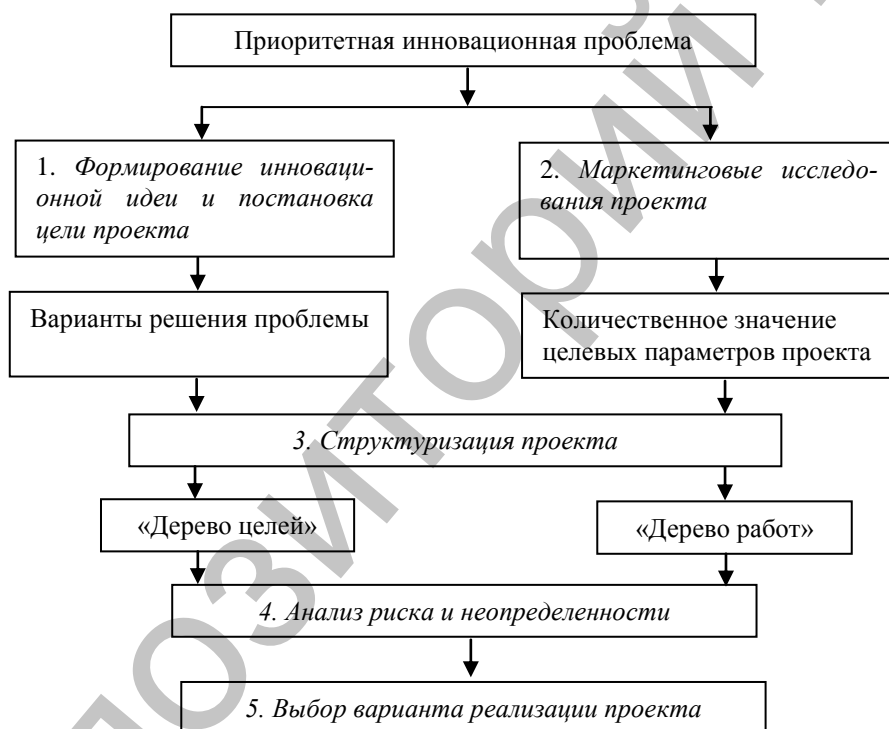 Приоритетная инновационная проблема
1. Формирование инноваци-
онной идеи и постановка
цели проекта
2. Маркетинговые исследо-
вания проекта
Варианты решения проблемы
Количественное значение
целевых параметров проекта
3. Структуризация проекта
«Дерево целей»
«Дерево работ»
4. Анализ риска и неопределенности
5. Выбор варианта реализации проекта